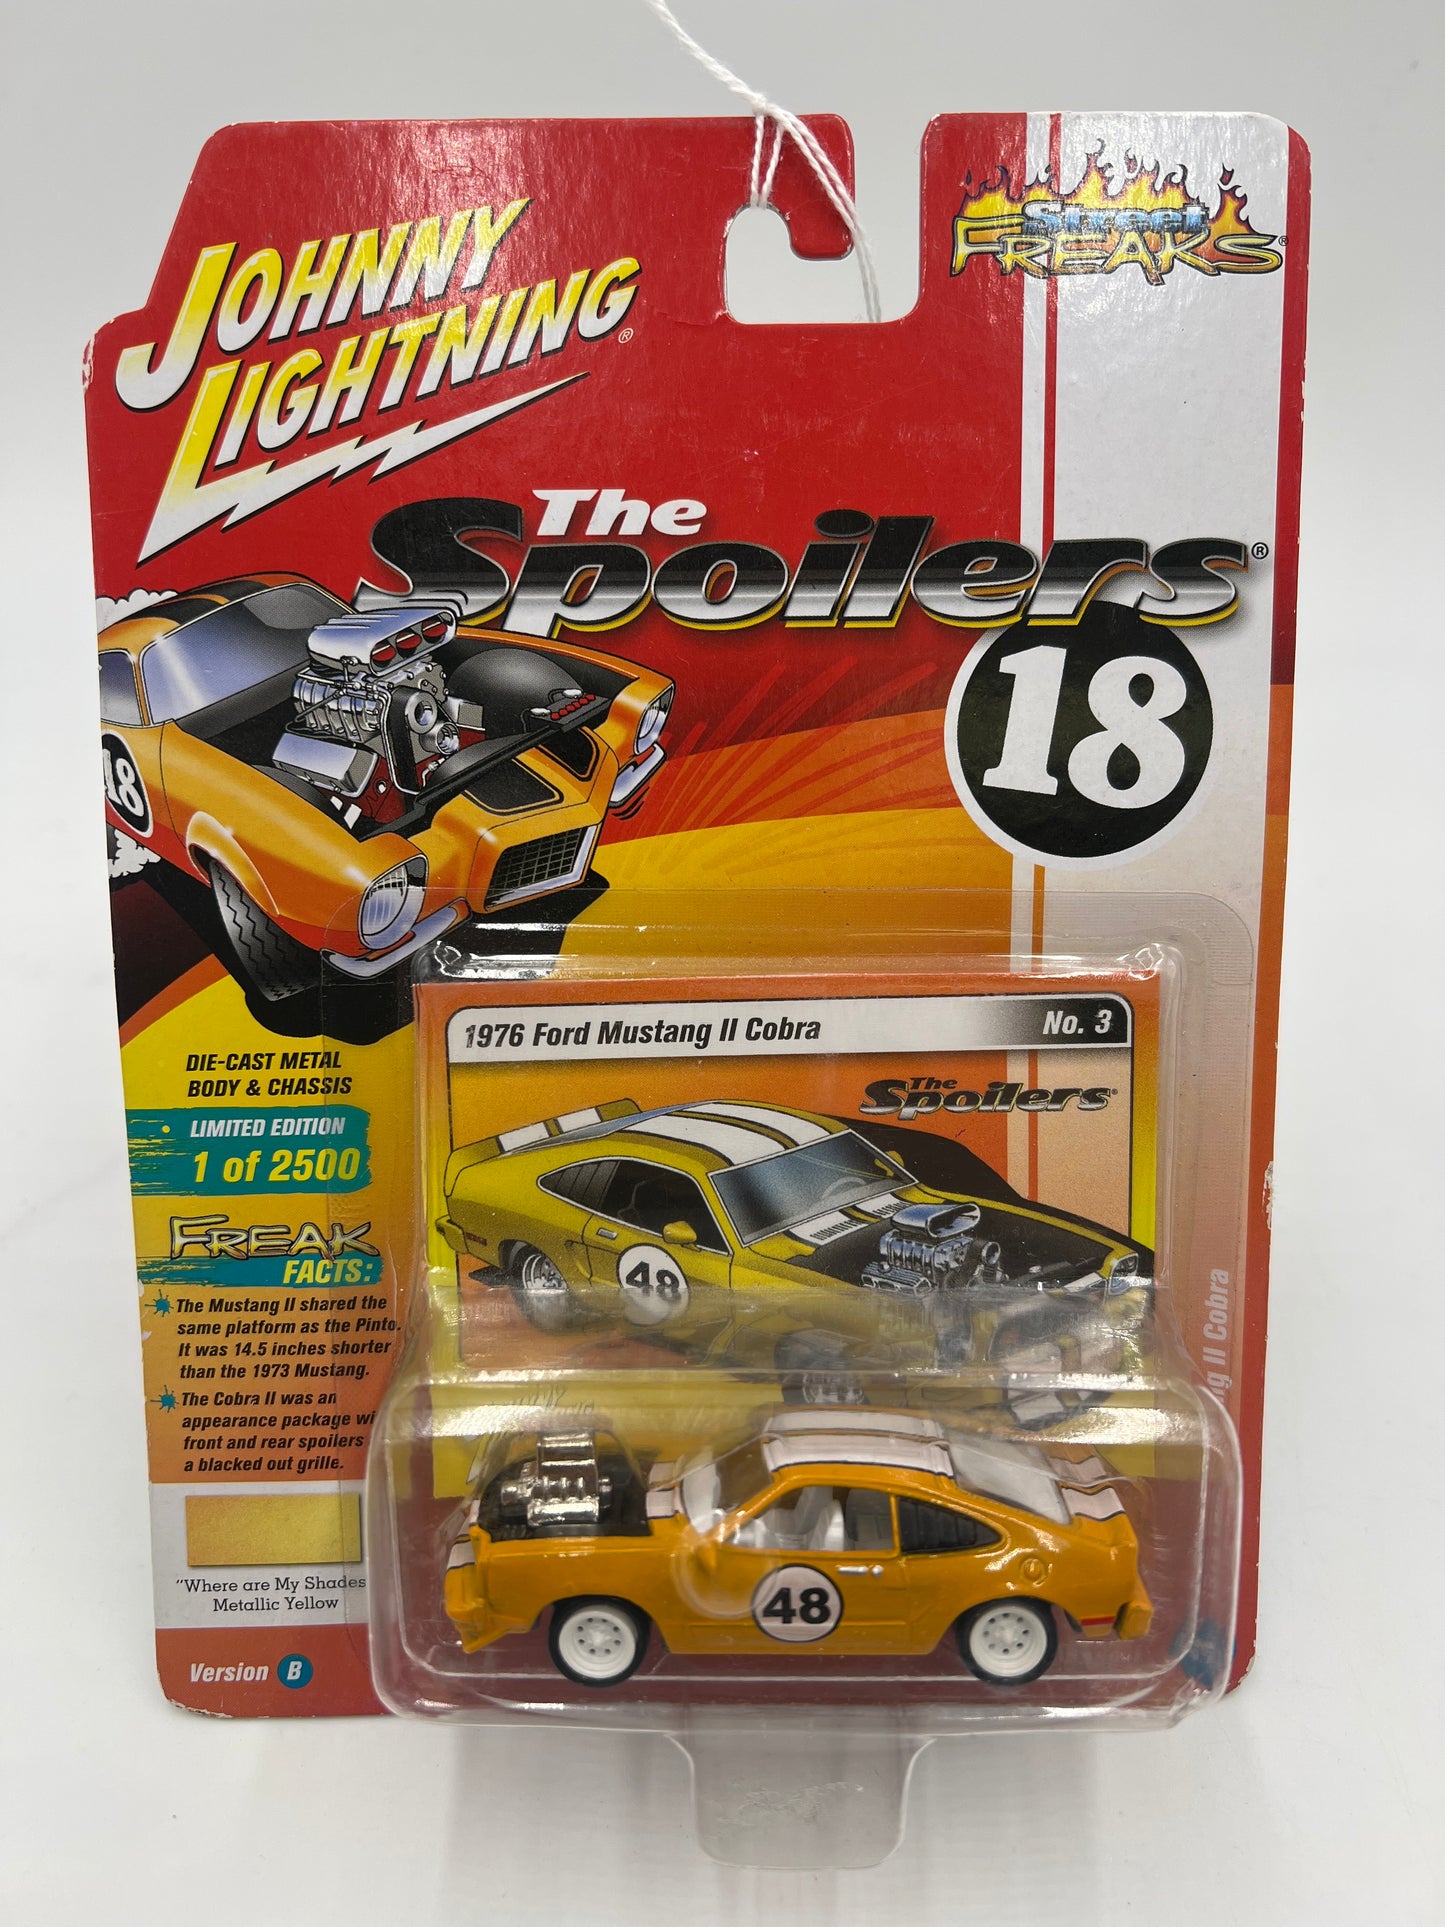 JOHNNY
LIGHTNING®
Street
FREAKS®
The
Spoilers®
18
18
1976 Ford Mustang II Cobra
No. 3
The
Spoilers®
48
DIE-CAST METAL
BODY & CHASSIS
LIMITED EDITION
1 of 2500
FREAK
FACTS:
The Mustang II shared the
same platform as the Pinto.
It was 14.5 inches shorter
than the 1973 Mustang.
The Cobra II was an
appearance package
front and rear spoilers
a blacked out grille.
"Where are My Shades
Metallic Yellow
Version B
II Cobra
48